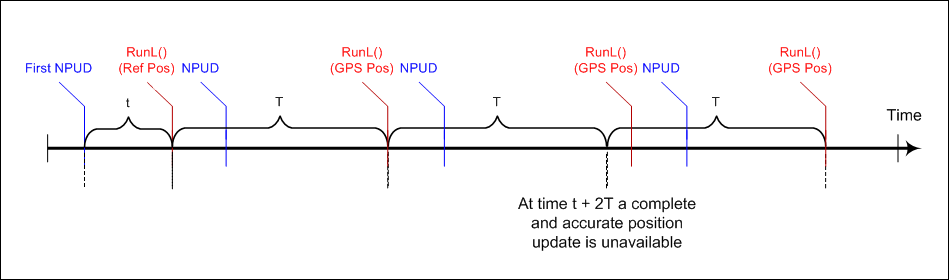 First NPUD
RunL()
(Ref Pos)
NPUD
RunL()
(GPS Pos)
NPUD
RunL()
(GPS Pos)
NPUD
RunL()
(GPS Pos)
t
T
T
T
Time
At time t + 2T a complete
and accurate position
update is unavailable